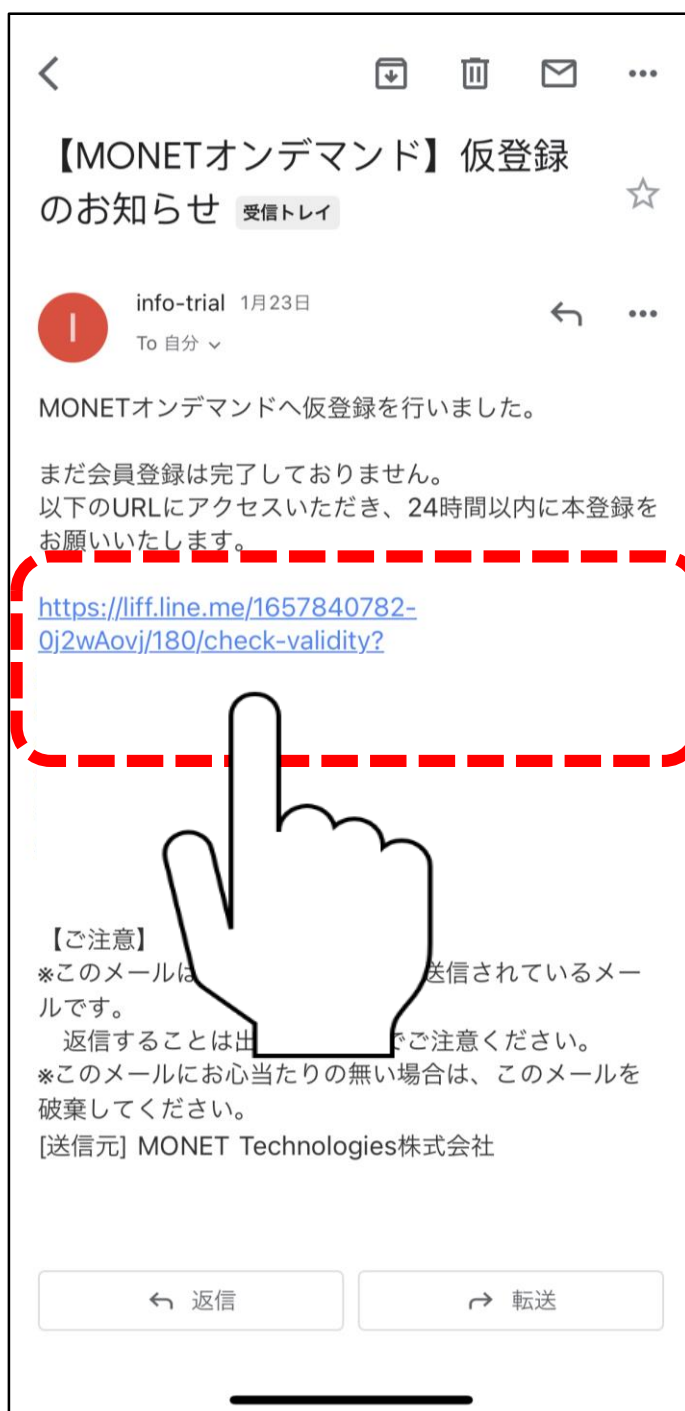 【MONETオンデマンド】仮登録
のお知らせ 受信トレイ
I
info-trial 1月23日
To 自分
MONETオンデマンドへ仮登録を行いました。
まだ会員登録は完了しておりません。
以下のURLにアクセスいただき、24時間以内に本登録を
お願いいたします。
https://liff.line.me/1657840782-
0j2wAovj/180/check-validity?
【ご注意】
※このメールは 送信されているメー
ルです。
返信することは出 でご注意ください。
※このメールにお心当たりの無い場合は、このメールを
破棄してください。
[送信元] MONET Technologies株式会社
返信 転送